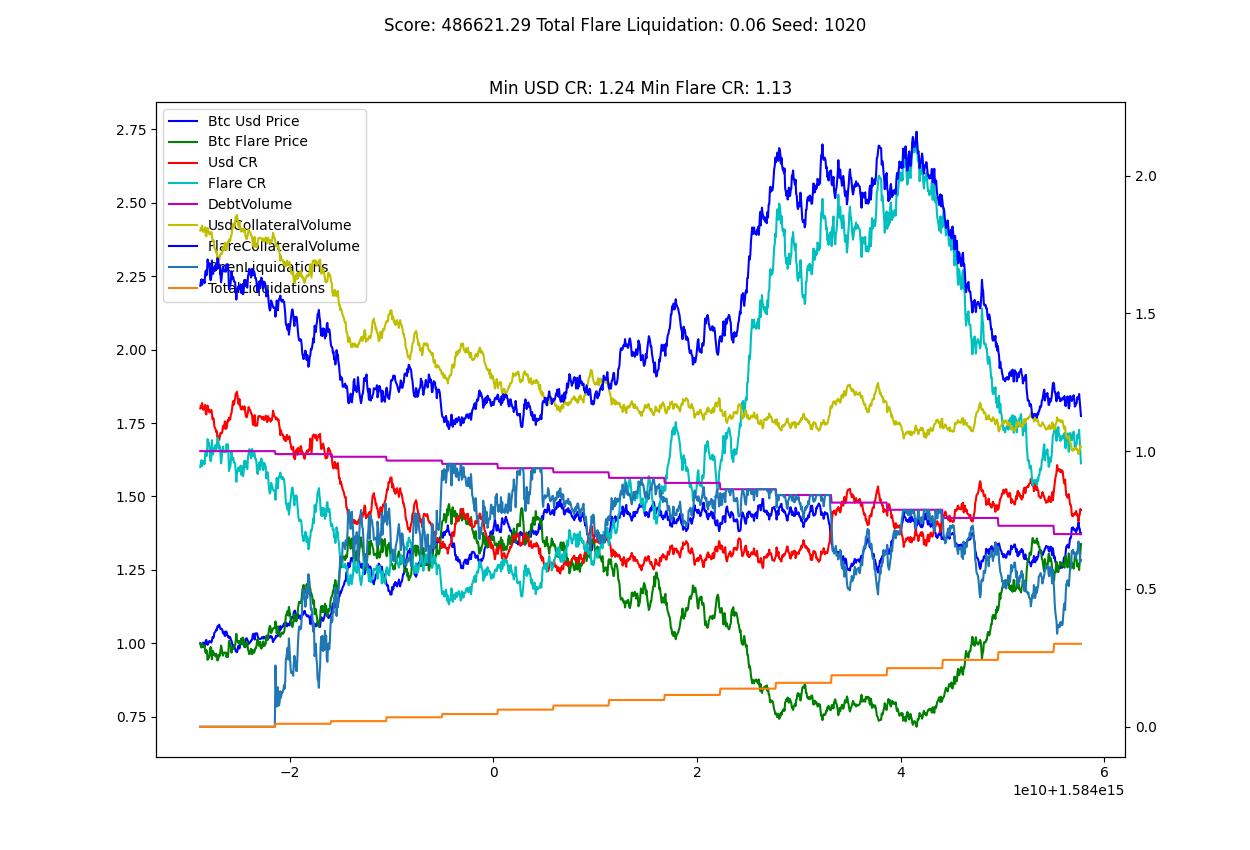 Score: 486621.29 Total Flare Liquidation: 0.06 Seed: 1020
Min USD CR: 1.24 Min Flare CR: 1.13
Btc Usd Price
Btc Flare Price
Usd CR
Flare CR
DebtVolume
UsdCollateralVolume
FlareCollateralVolume
OpenLiquidations
TotalLiquidations
2.75
2.50
2.25
2.00
1.75
1.50
1.25
1.00
0.75
2.0
1.5
1.0
0.5
0.0
−2
0
2
4
6
1e10+1.584e15